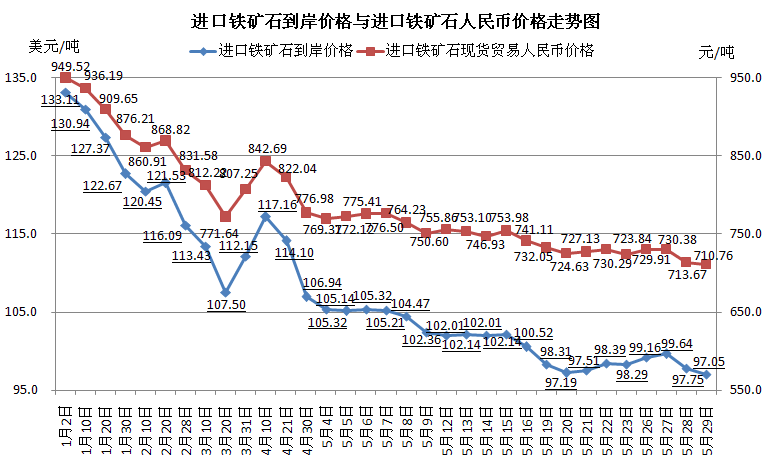 进口铁矿石到岸价格与进口铁矿石人民币价格走势图
美元/吨
元/吨
进口铁矿石到岸价格
进口铁矿石现货贸易人民币价格
135.0
125.0
115.0
105.0
95.0
950.0
850.0
750.0
650.0
550.0
949.52
936.19
909.65
876.21
860.91
868.82
831.58
812.22
771.64
807.25
842.69
822.04
776.98
769.37
772.12
775.41
776.50
764.23
750.60
755.86
753.10
746.93
753.98
741.11
732.05
724.63
727.13
730.29
723.84
729.91
730.38
713.67
710.76
133.11
130.94
127.37
122.67
120.45
121.53
116.09
113.43
107.50
112.15
117.16
114.10
106.94
105.32
105.14
105.32
105.21
104.47
102.36
102.01
102.14
102.01
102.14
100.52
98.31
97.19
97.51
98.39
98.29
99.16
99.64
97.75
97.05
1月2日
1月10日
1月20日
1月30日
2月10日
2月20日
2月28日
3月10日
3月20日
3月31日
4月10日
4月21日
4月30日
5月4日
5月5日
5月6日
5月7日
5月8日
5月9日
5月12日
5月13日
5月14日
5月15日
5月16日
5月19日
5月20日
5月21日
5月22日
5月23日
5月26日
5月27日
5月28日
5月29日